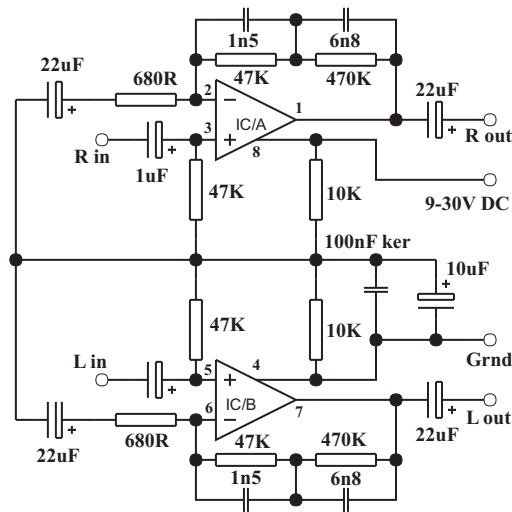 1n5 6n8
22uF 680R 47K 470K 22uF
2 − 1
IC/A
3 + 8
R in 1uF R out
47K 10K 9-30V DC
100nF ker
10uF
47K 10K
L in 5 + 4 Grnd
IC/B
6 − 7 L out
22uF 680R 47K 470K 22uF
1n5 6n8